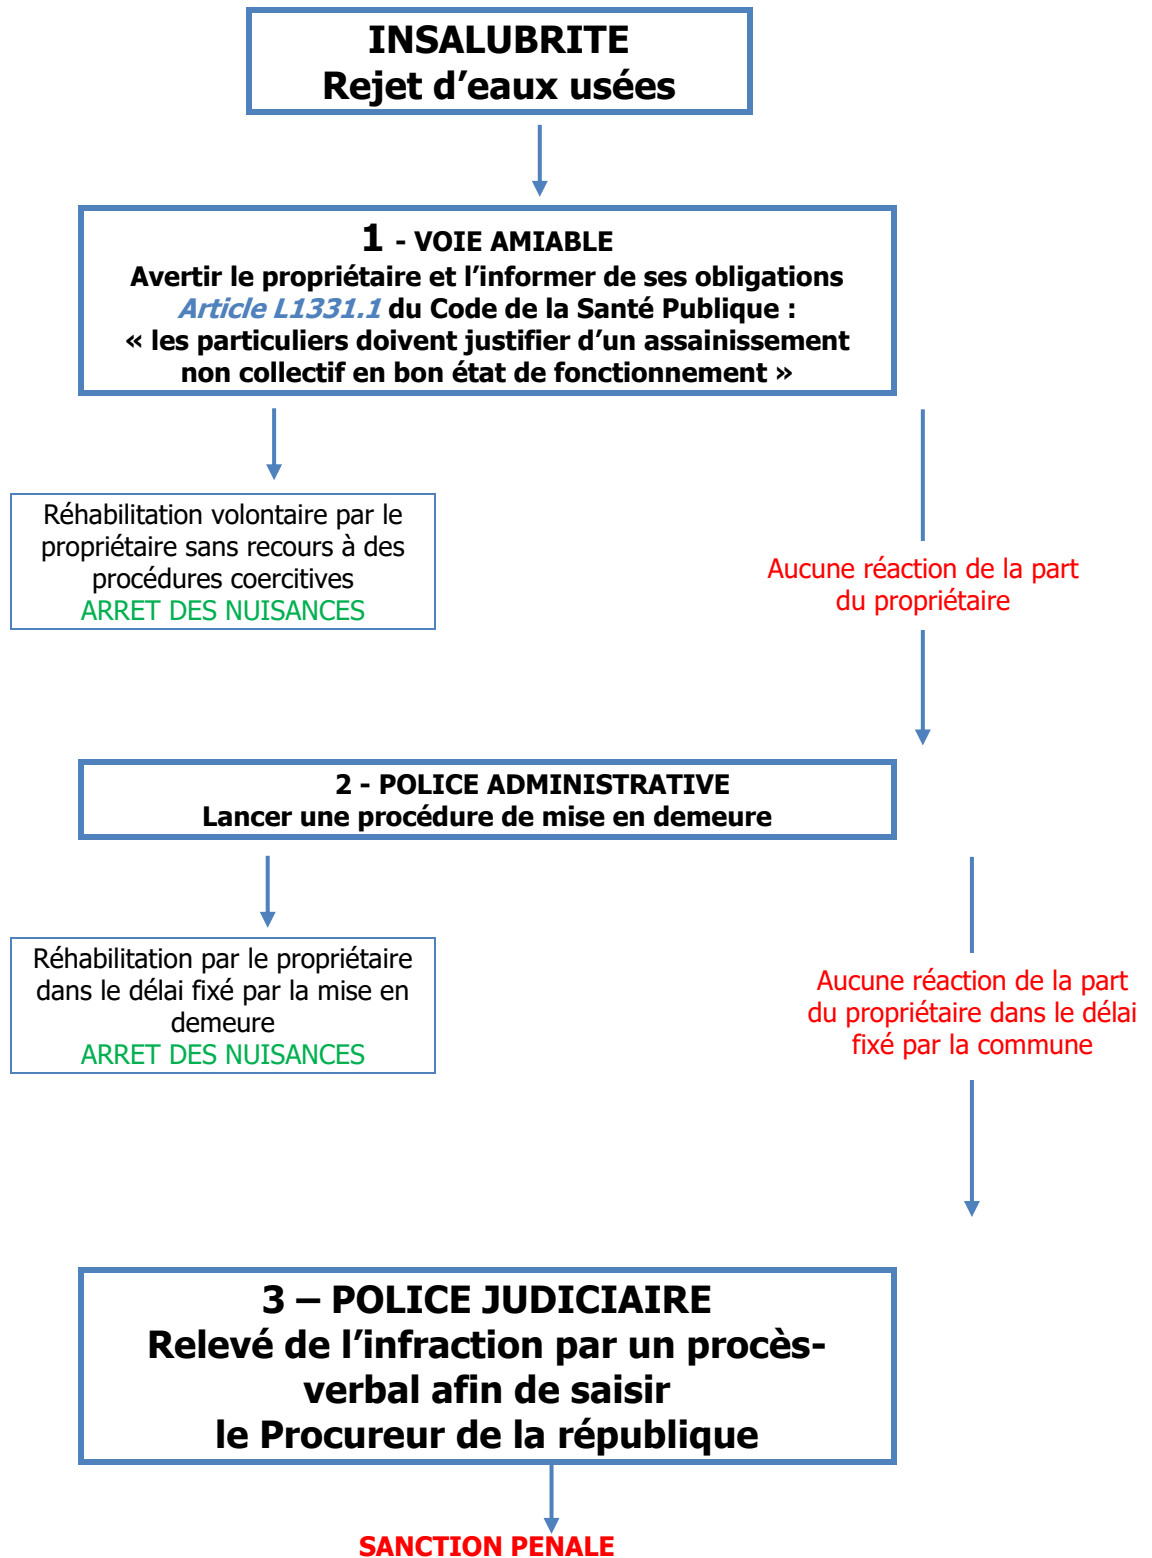 INSALUBRITE
Rejet d’eaux usées
1 - VOIE AMIABLE
Avertir le propriétaire et l’informer de ses obligations
Article L1331.1 du Code de la Santé Publique :
« les particuliers doivent justifier d’un assainissement
non collectif en bon état de fonctionnement »
Réhabilitation volontaire par le
propriétaire sans recours à des
procédures coercitives
ARRET DES NUISANCES
Aucune réaction de la part
du propriétaire
2 - POLICE ADMINISTRATIVE
Lancer une procédure de mise en demeure
Réhabilitation par le propriétaire
dans le délai fixé par la mise en
demeure
ARRET DES NUISANCES
Aucune réaction de la part
du propriétaire dans le délai
fixé par la commune
3 – POLICE JUDICIAIRE
Relevé de l’infraction par un procès-
verbal afin de saisir
le Procureur de la république
SANCTION PENALE